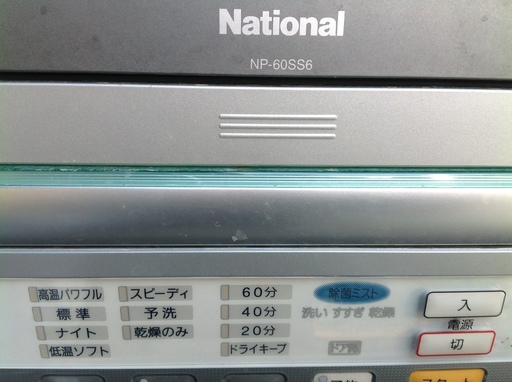 National
NP-60SS6
高温パワフル スピーディ 60分 除菌ミスト
標準 予洗 40分 洗い すすぎ 乾燥
ナイト 乾燥のみ 20分
低温ソフト ドライキープ
入
電源
切